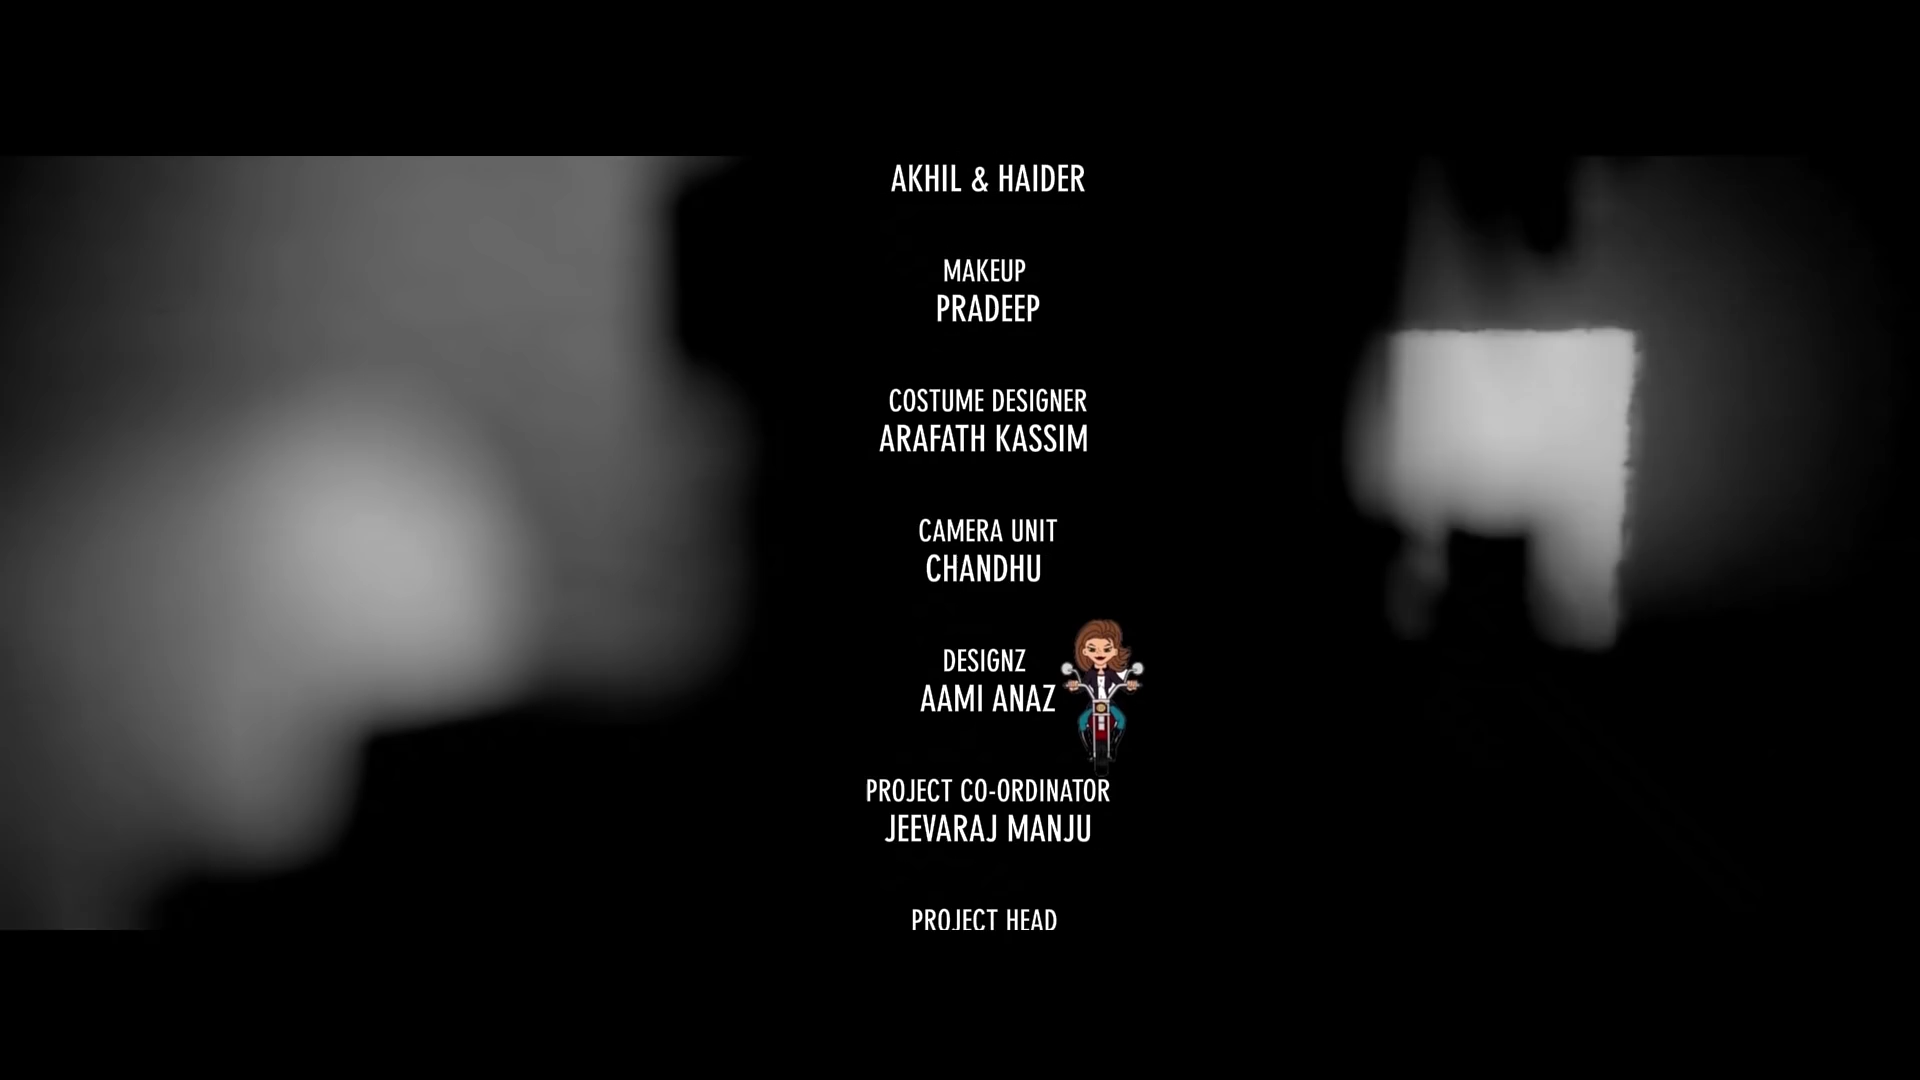 AKHIL & HAIDER
MAKEUP
PRADEEP
COSTUME DESIGNER
ARAFATH KASSIM
CAMERA UNIT
CHANDHU
DESIGNZ
AAMI ANAZ
PROJECT CO-ORDINATOR
JEEVARAJ MANJU
PROJECT HEAD